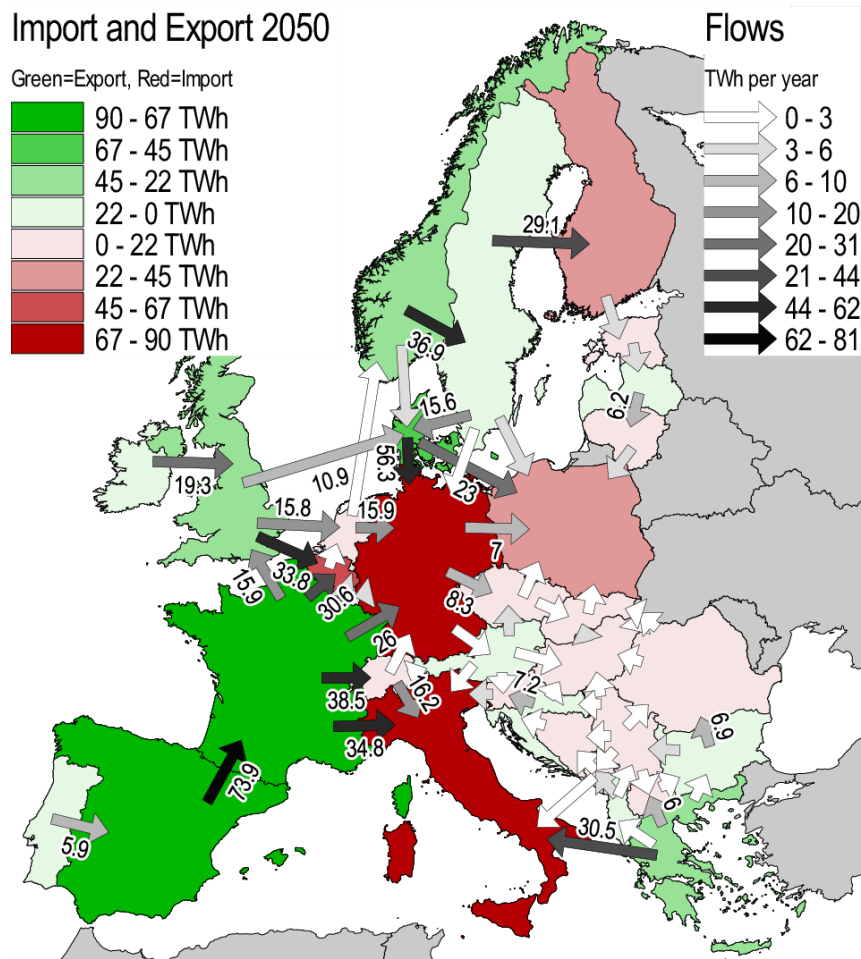 Import and Export 2050
Green=Export, Red=Import
90 - 67 TWh
67 - 45 TWh
45 - 22 TWh
22 - 0 TWh
0 - 22 TWh
22 - 45 TWh
45 - 67 TWh
67 - 90 TWh
Flows
TWh per year
0 - 3
3 - 6
6 - 10
10 - 20
20 - 31
21 - 44
44 - 62
62 - 81
29.1
36.9
15.6
6.2
19.3
10.9
56.3
23
15.8
15.9
7
33.8
15.9
30.6
8.3
26
38.5
16.2
7.2
34.8
73.9
6.9
6
30.5
5.9